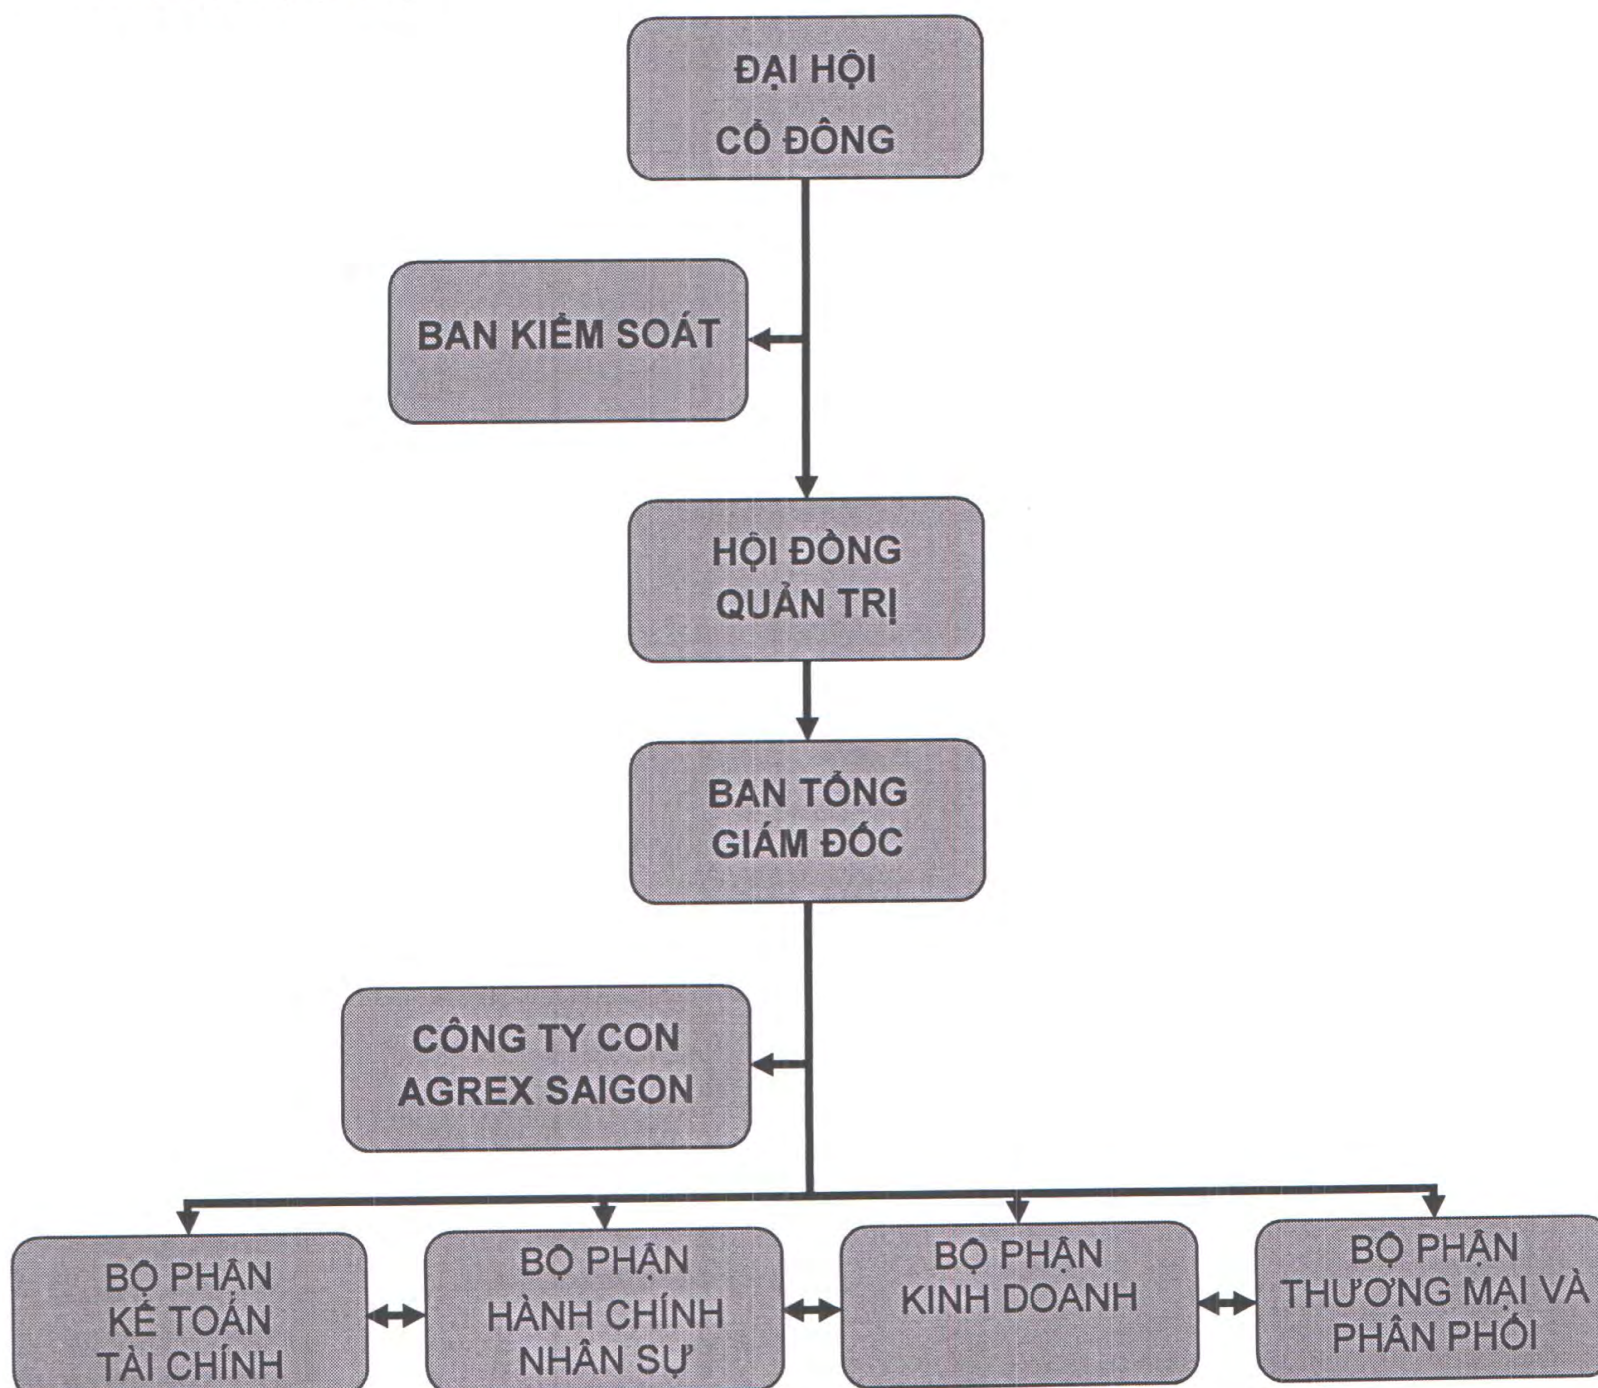 ĐẠI HỘI
CỔ ĐÔNG
BAN KIỂM SOÁT
HỘI ĐỒNG
QUẢN TRỊ
BAN TỔNG
GIÁM ĐỐC
CÔNG TY CON
AGREX SAIGON
BỘ PHẬN
KẾ TOÁN
TÀI CHÍNH
BỘ PHẬN
HÀNH CHÍNH
NHÂN SỰ
BỘ PHẬN
KINH DOANH
BỘ PHẬN
THƯƠNG MẠI VÀ
PHÂN PHỐI